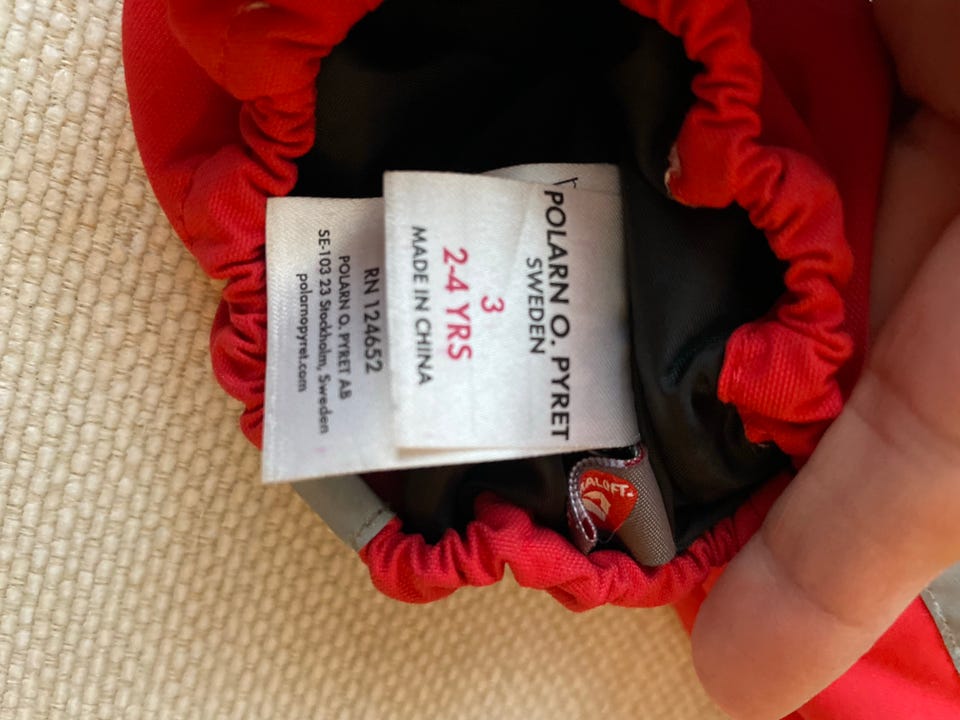 POLARN O. PYRET
SWEDEN
3
2-4 YRS
MADE IN CHINA
RN 124652
POLARN O. PYRET AB
SE-103 23 Stockholm, Sweden
polarnopyret.com
ALOFT.